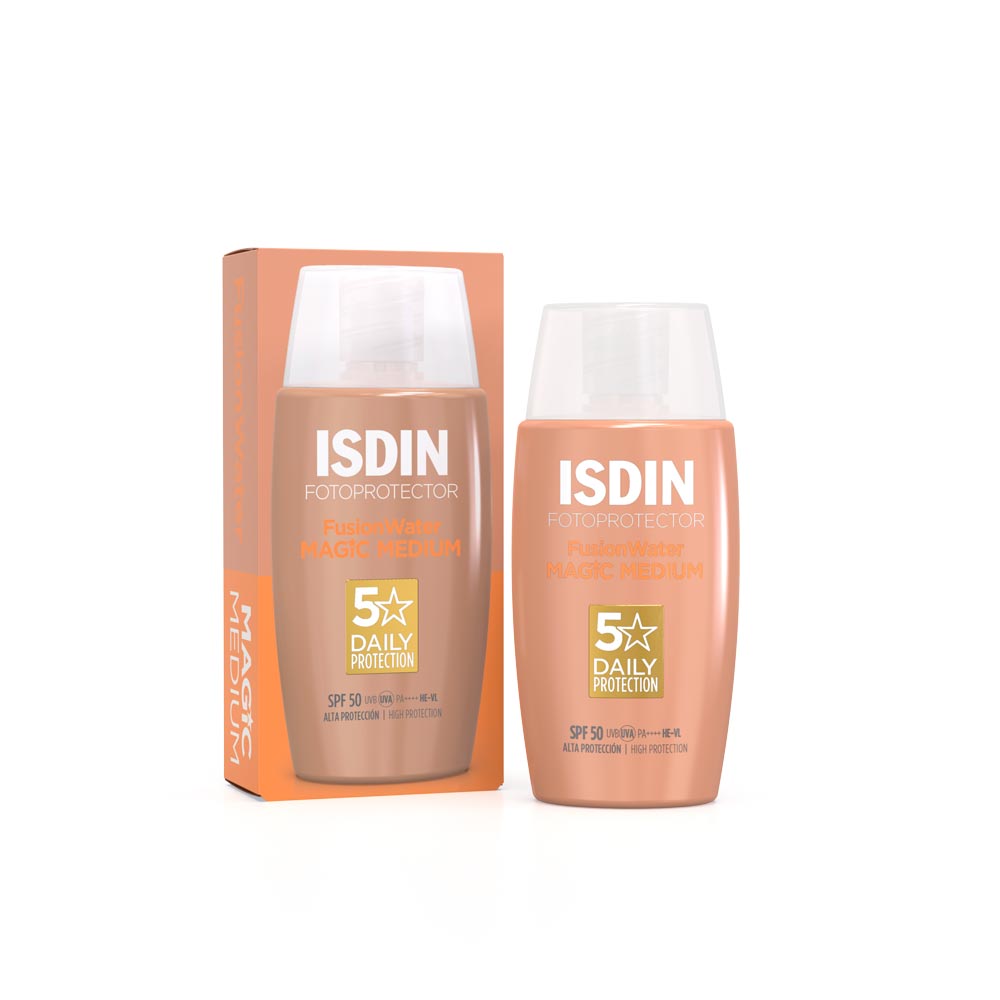 FusionWater
MAGIC
MEDIUM
ISDIN
FOTOPROTECTOR
FusionWater
MAGIC MEDIUM
5☆
DAILY
PROTECTION
SPF 50 UVB UVA PA++++ HE-VL
ALTA PROTECCIÓN | HIGH PROTECTION
ISDIN
FOTOPROTECTOR
FusionWater
MAGIC MEDIUM
5☆
DAILY
PROTECTION
SPF 50 UVB UVA PA++++ HE-VL
ALTA PROTECCIÓN | HIGH PROTECTION